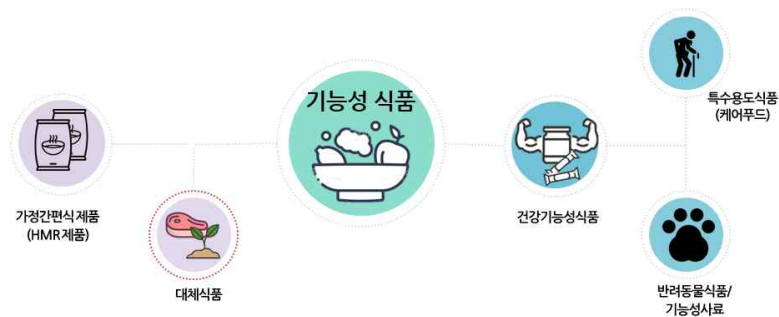 기능성 식품
가정간편식 제품
(HMR 제품)
대체식품
건강기능성식품
특수용도식품
(케어푸드)
반려동물식품/
기능성사료